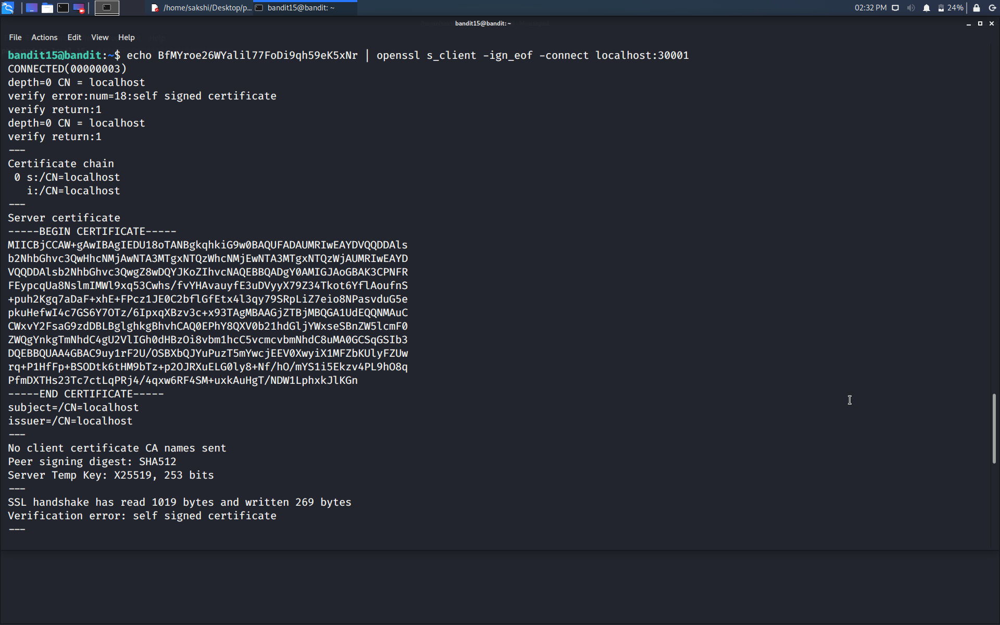 /home/sakshi/Desktop/p...
bandit15@bandit: ~
02:32 PM
24%
bandit15@bandit: ~
File Actions Edit View Help
bandit15@bandit:~$ echo BfMYroe26WYalil77FoDi9qh59eK5xNr | openssl s_client -ign_eof -connect localhost:30001
CONNECTED(00000003)
depth=0 CN = localhost
verify error:num=18:self signed certificate
verify return:1
depth=0 CN = localhost
verify return:1
---
Certificate chain
 0 s:/CN=localhost
   i:/CN=localhost
---
Server certificate
-----BEGIN CERTIFICATE-----
MIICBjCCAW+gAwIBAgIEDU18oTANBgkqhkiG9w0BAQUFADAUMRIwEAYDVQQDDAls
b2NhbGhvc3QwHhcNMjAwNTA3MTgxNTQzWhcNMjEwNTA3MTgxNTQzWjAUMRIwEAYD
VQQDDAlsb2NhbGhvc3QwgZ8wDQYJKoZIhvcNAQEBBQADgY0AMIGJAoGBAK3CPNFR
FEypcqUa8NslmIMWl9xq53Cwhs/fvYHAvauyfE3uDVyyX79Z34Tkot6YflAoufnS
+puh2Kgq7aDaF+xhE+FPcz1JE0C2bflGfEtx4l3qy79SRpLiZ7eio8NPasvduG5e
pkuHefwI4c7GS6Y7OTz/6IpxqXBzv3c+x93TAgMBAAGjZTBjMBQGA1UdEQQNMAuC
CWxvY2FsaG9zdDBLBglghkgBhvhCAQ0EPhY8QXV0b21hdGljYWxseSBnZW5lcmF0
ZWQgYnkgTmNhdC4gU2VlIGh0dHBzOi8vbm1hcC5vcmcvbmNhdC8uMA0GCSqGSIb3
DQEBBQUAA4GBAC9uy1rF2U/OSBXbQJYuPuzT5mYwcjEEV0XwyiX1MFZbKUlyFZUw
rq+P1HfFp+BSODtk6tHM9bTz+p2OJRXuELG0ly8+Nf/hO/mYS1i5Ekzv4PL9hO8q
PfmDXTHs23Tc7ctLqPRj4/4qxw6RF4SM+uxkAuHgT/NDW1LphxkJlKGn
-----END CERTIFICATE-----
subject=/CN=localhost
issuer=/CN=localhost
---
No client certificate CA names sent
Peer signing digest: SHA512
Server Temp Key: X25519, 253 bits
---
SSL handshake has read 1019 bytes and written 269 bytes
Verification error: self signed certificate
---